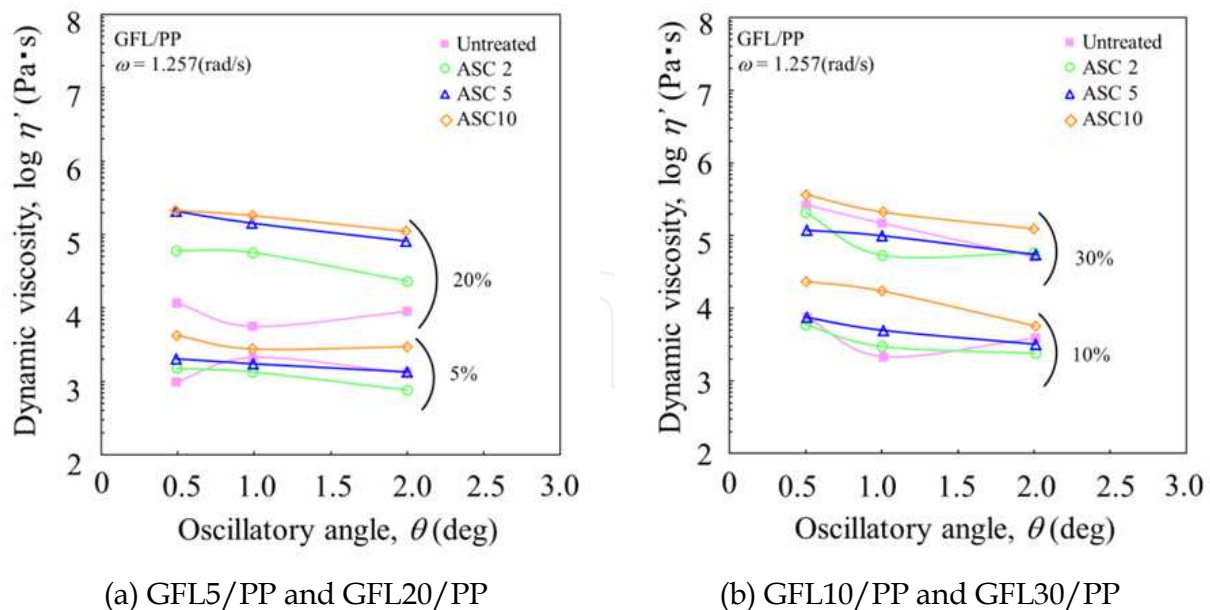 GFL/PP
ω = 1.257(rad/s)
Untreated
ASC 2
ASC 5
ASC10
8
7
6
5
4
3
2
20%
5%
0
0.5
1.0
1.5
2.0
3.0
Dynamic viscosity, log η’ (Pa・s)
Oscillatory angle, θ (deg)
(a) GFL5/PP and GFL20/PP
GFL/PP
ω = 1.257(rad/s)
Untreated
ASC 2
ASC 5
ASC10
8
7
6
5
4
3
2
30%
10%
0
0.5
1.0
1.5
2.0
3.0
Dynamic viscosity, log η’ (Pa・s)
Oscillatory angle, θ (deg)
(b) GFL10/PP and GFL30/PP